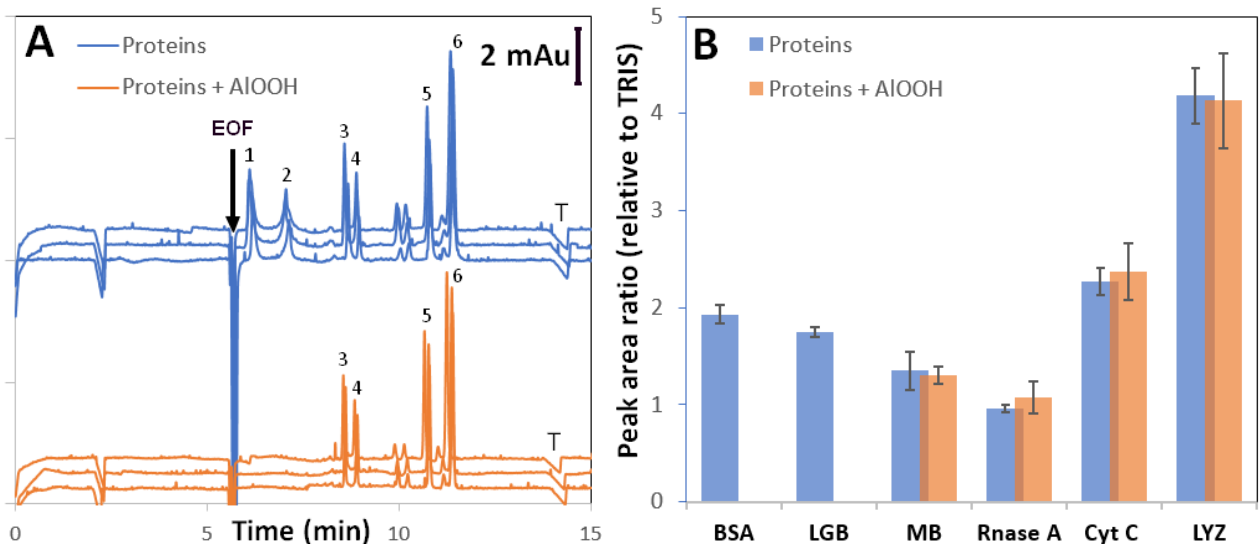 A
Proteins
Proteins + AlOOH
2 mAu
EOF
1
2
3
4
5
6
T
3
4
5
6
T
0
5
10
15
Time (min)
B
Proteins
Proteins + AlOOH
Peak area ratio (relative to TRIS)
5
4
3
2
1
0
BSA
LGB
MB
Rnase A
Cyt C
LYZ